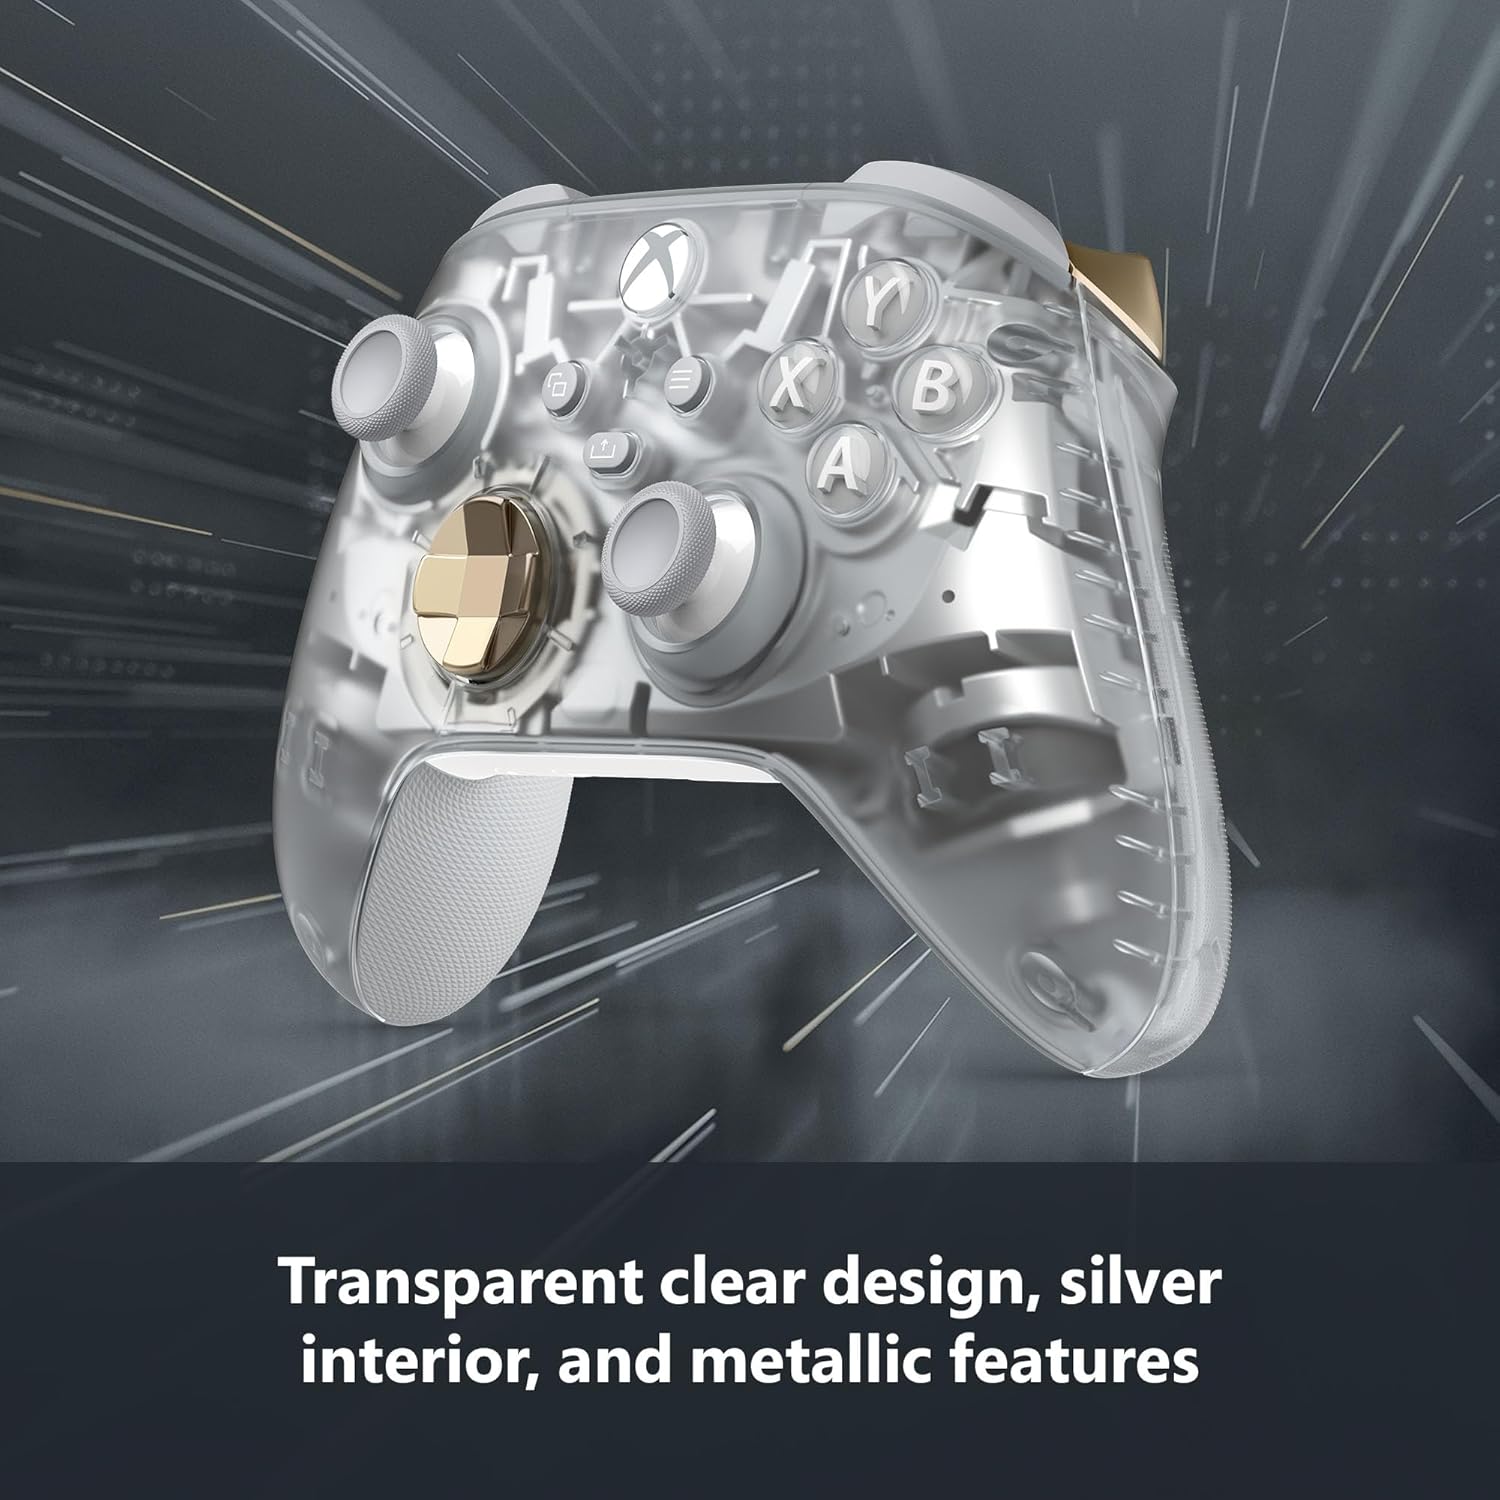 Y
X B
A
Transparent clear design, silver
interior, and metallic features